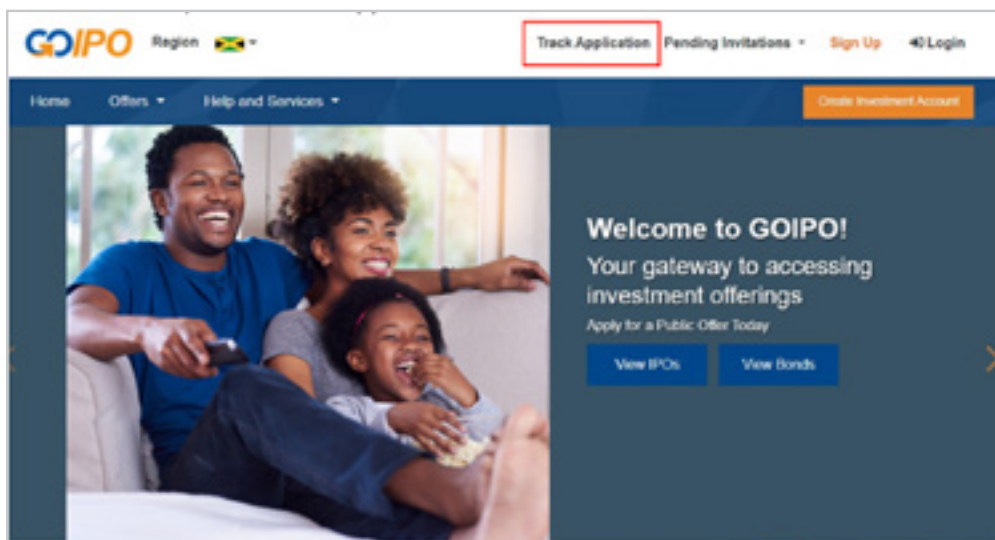 GOIPO
Region
Track Application
Pending Invitations
Sign Up
Login
Home
Offers
Help and Services
Create Investment Account
Welcome to GOIPO!
Your gateway to accessing
investment offerings
Apply for a Public Offer Today
View IPOs
View Bonds